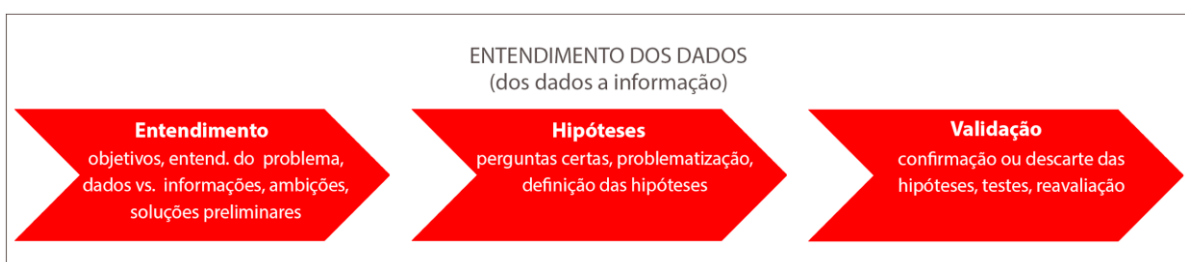 ENTENDIMENTO DOS DADOS
(dos dados a informação)
Entendimento
objetivos, entend. do problema,
dados vs. informações, ambições,
soluções preliminares
Hipóteses
perguntas certas, problematização,
definição das hipóteses
Validação
confirmação ou descarte das
hipóteses, testes, reavaliação